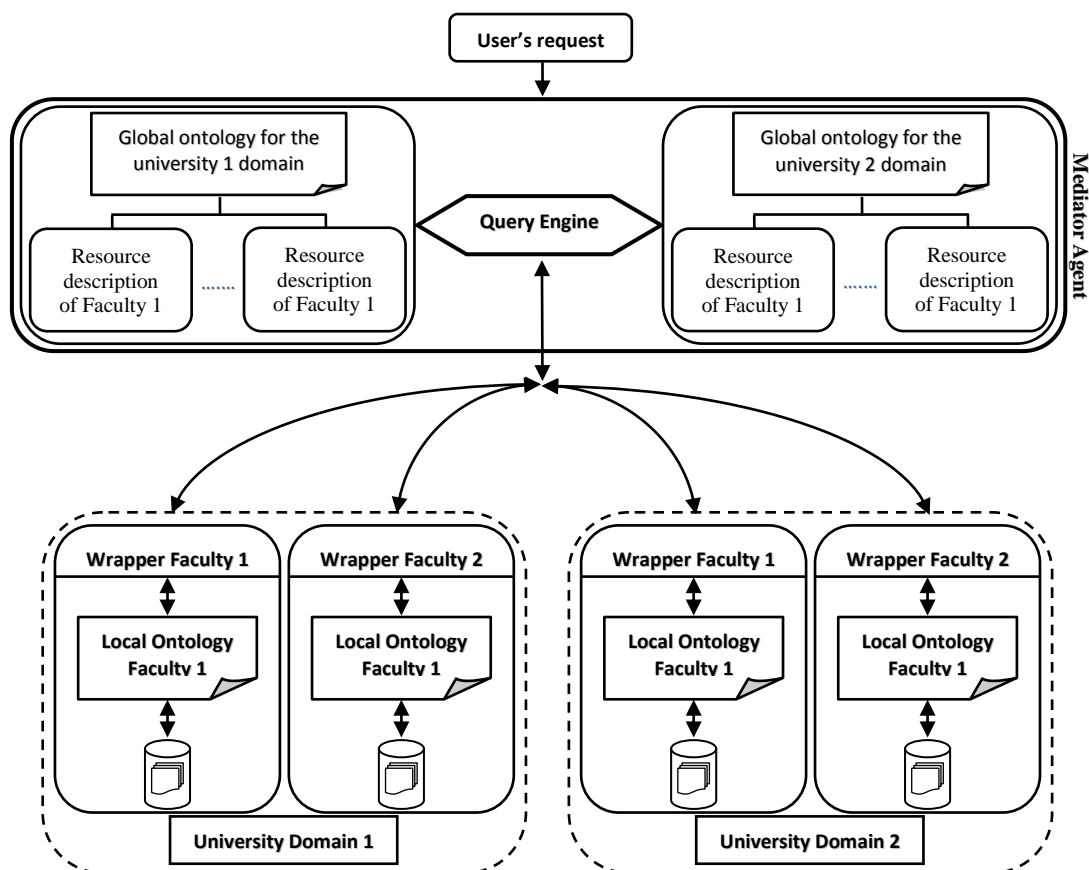 User's request
Global ontology for the
university 1 domain
Global ontology for the
university 2 domain
Mediator Agent
Query Engine
Resource
description
of Faculty 1
.......
Resource
description
of Faculty 1
Resource
description
of Faculty 1
.......
Resource
description
of Faculty 1
Wrapper Faculty 1
Wrapper Faculty 2
Wrapper Faculty 1
Wrapper Faculty 2
Local Ontology
Faculty 1
Local Ontology
Faculty 1
Local Ontology
Faculty 1
Local Ontology
Faculty 1
University Domain 1
University Domain 2